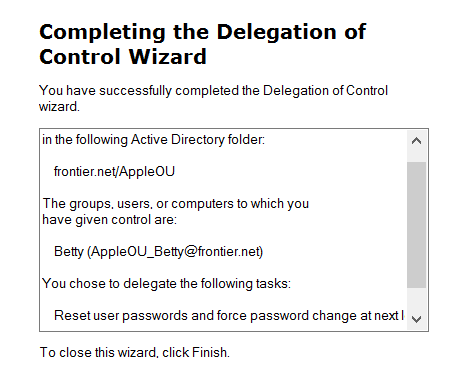 Completing the Delegation of
Control Wizard
You have successfully completed the Delegation of Control
wizard.
in the following Active Directory folder:
frontier.net/AppleOU
The groups, users, or computers to which you
have given control are:
Betty (AppleOU_Betty@frontier.net)
You chose to delegate the following tasks:
Reset user passwords and force password change at next l
To close this wizard, click Finish.